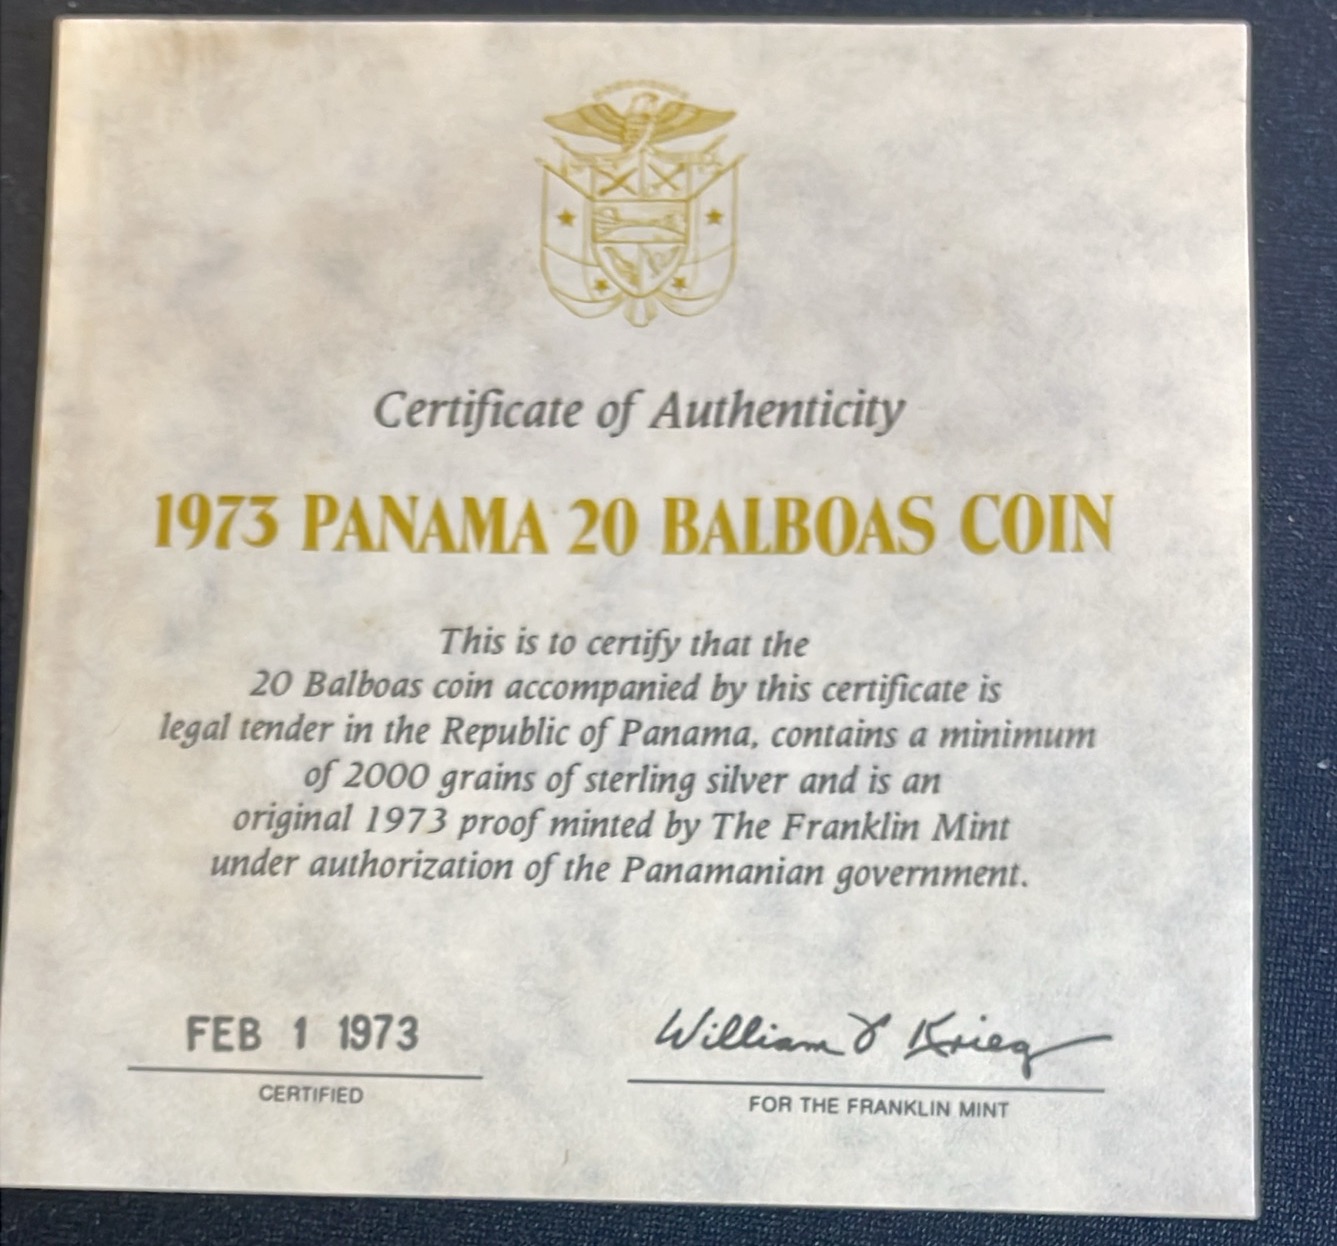 Certificate of Authenticity
1973 PANAMA 20 BALBOAS COIN
This is to certify that the
20 Balboas coin accompanied by this certificate is
legal tender in the Republic of Panama, contains a minimum
of 2000 grains of sterling silver and is an
original 1973 proof minted by The Franklin Mint
under authorization of the Panamanian government.
FEB 1 1973
CERTIFIED
William Krieg
FOR THE FRANKLIN MINT